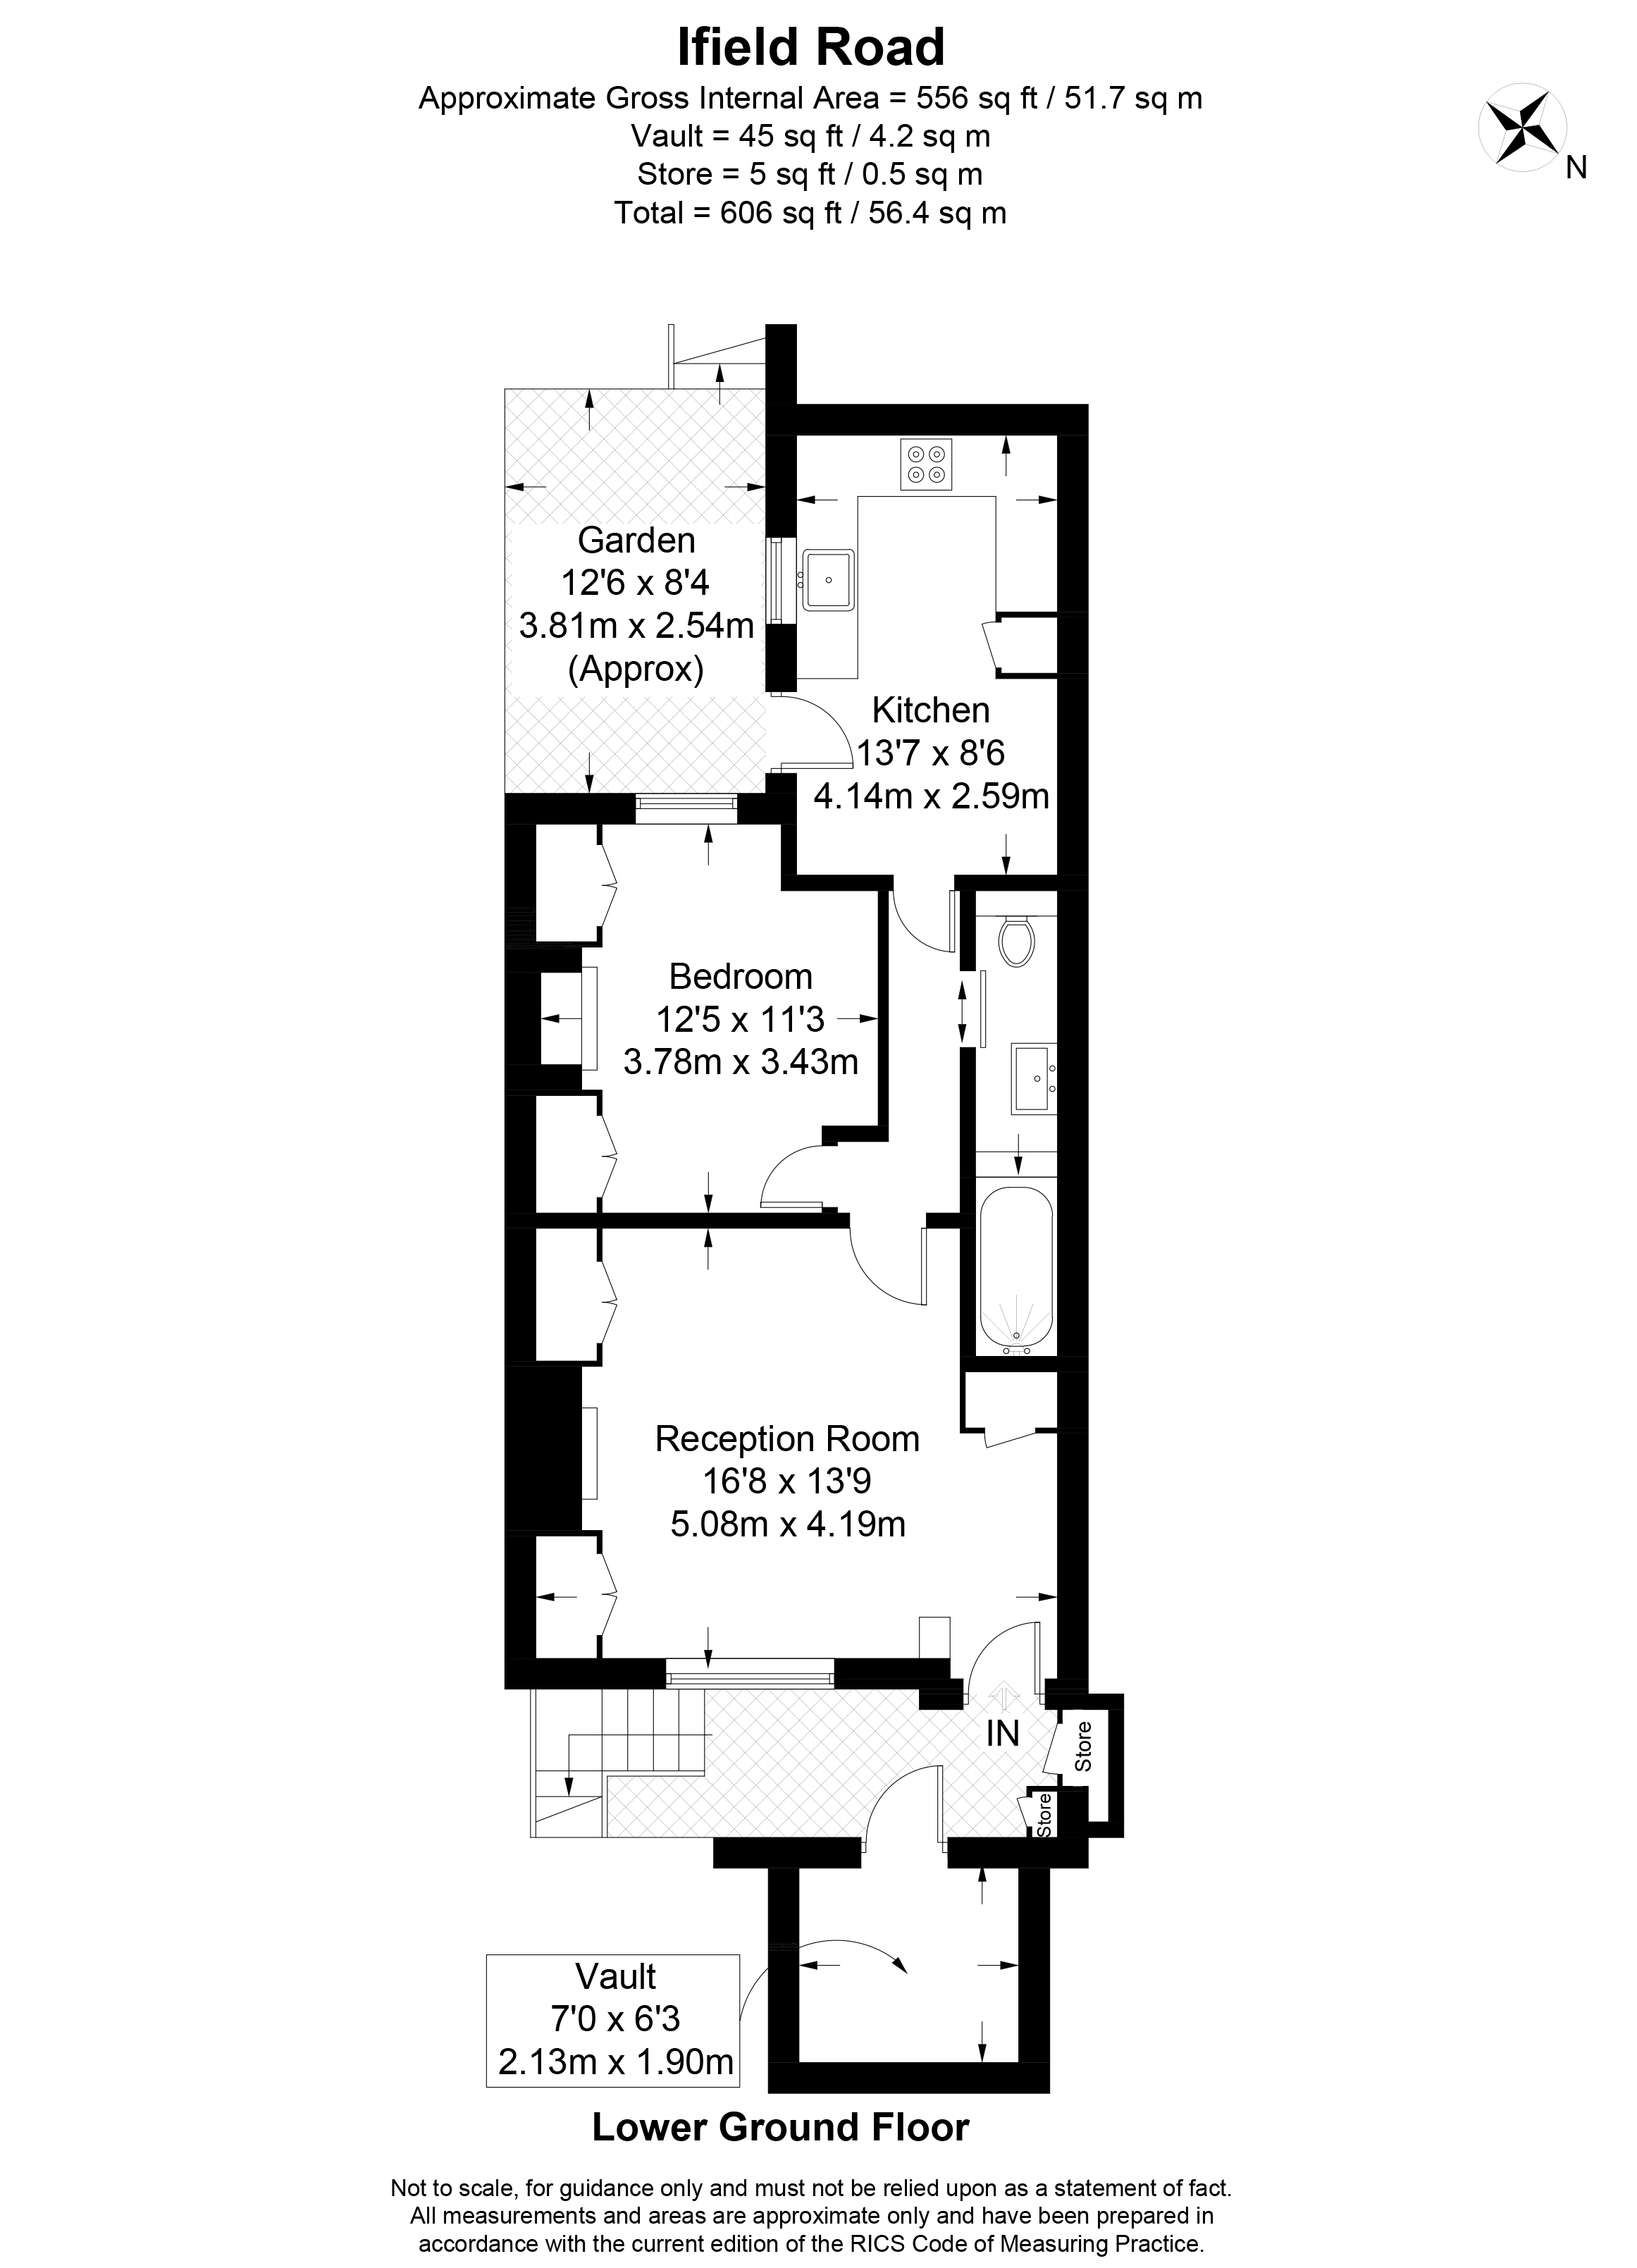 Ifield Road
Approximate Gross Internal Area = 556 sq ft / 51.7 sq m
Vault = 45 sq ft / 4.2 sq m
Store = 5 sq ft / 0.5 sq m
Total = 606 sq ft / 56.4 sq m
N
Garden
12'6 x 8'4
3.81m x 2.54m
(Approx)
Kitchen
13'7 x 8'6
4.14m x 2.59m
Bedroom
12'5 x 11'3
3.78m x 3.43m
Reception Room
16'8 x 13'9
5.08m x 4.19m
IN
Store
Store
Vault
7'0 x 6'3
2.13m x 1.90m
Lower Ground Floor
Not to scale, for guidance only and must not be relied upon as a statement of fact.
All measurements and areas are approximate only and have been prepared in
accordance with the current edition of the RICS Code of Measuring Practice.